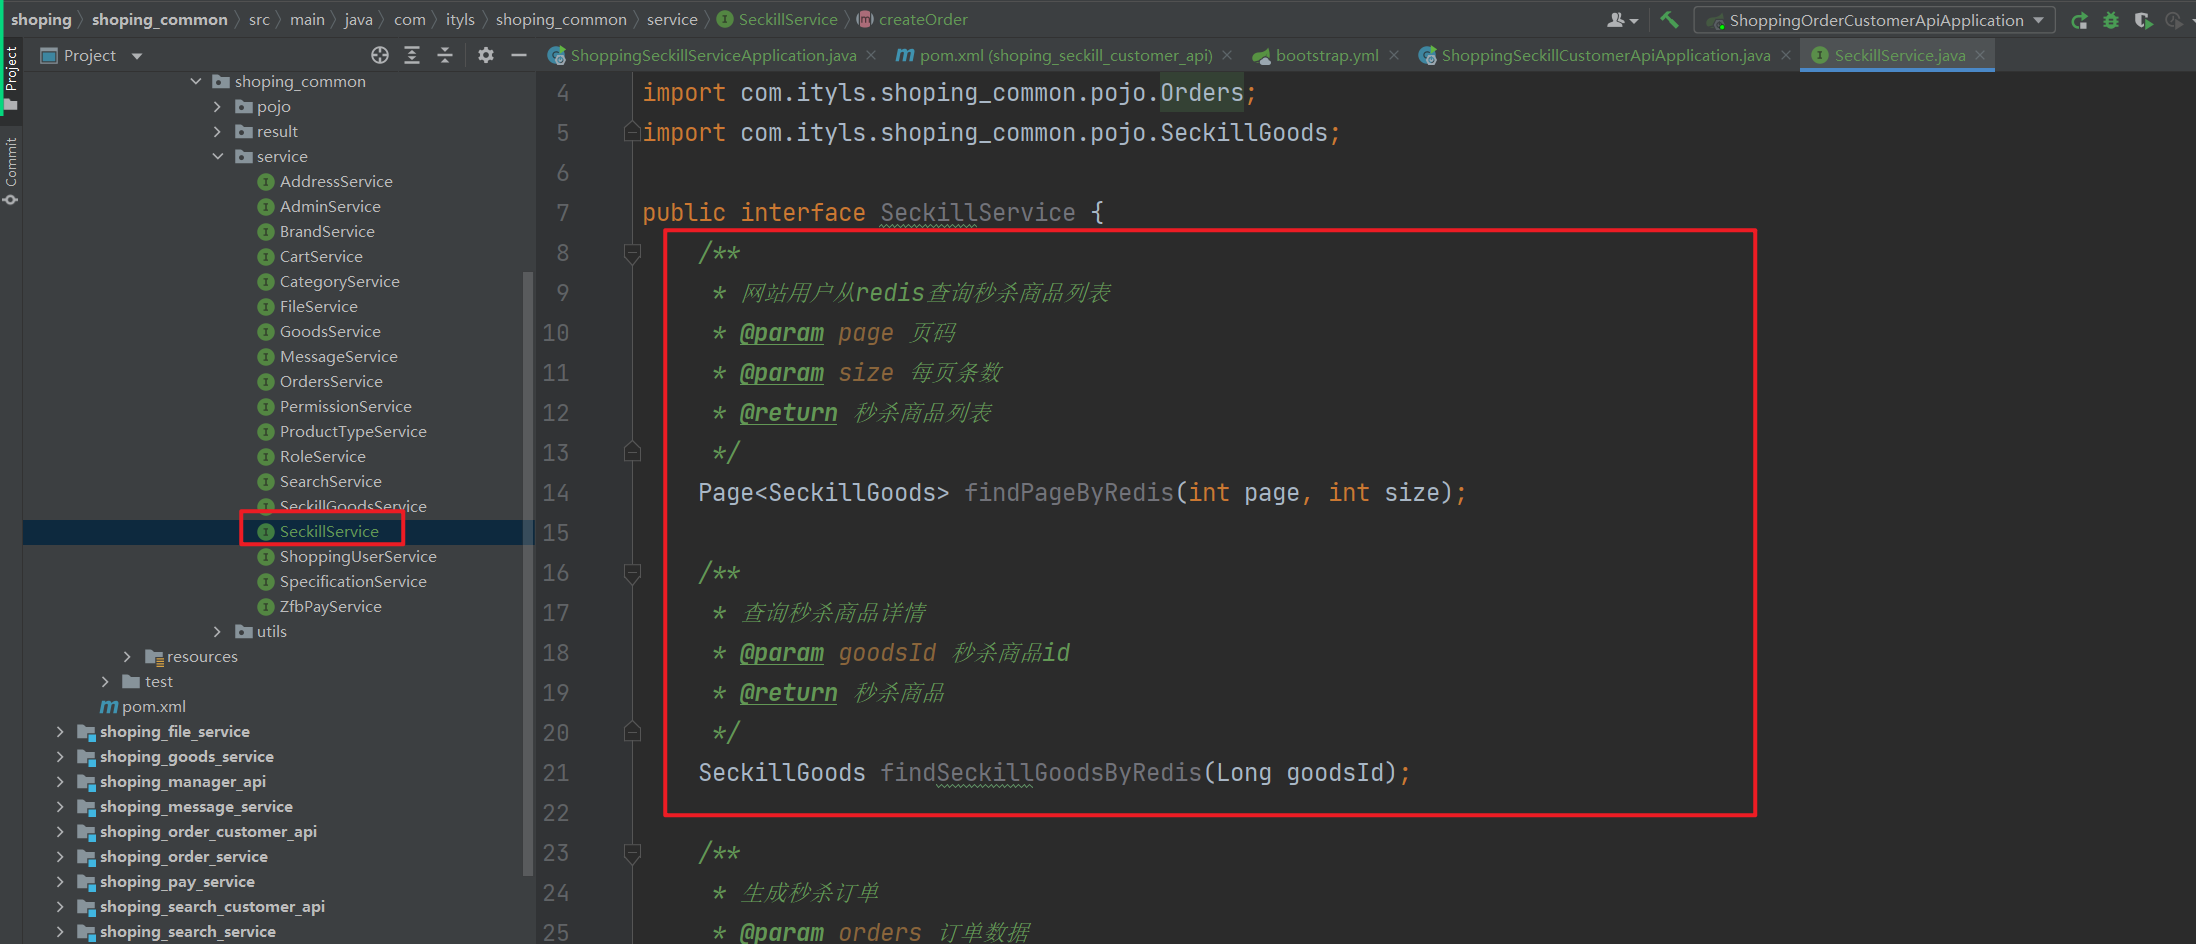 shoping shoping_common src main java com ityls shoping_common service SeckillService createOrder ShoppingOrderCustomerApiApplication
Project ShoppingSeckillServiceApplication.java pom.xml (shoping_seckill_customer_api) bootstrap.yml ShoppingSeckillCustomerApiApplication.java SeckillService.java
Project
Commit
shoping_common
pojo
result
service
AddressService
AdminService
BrandService
CartService
CategoryService
FileService
GoodsService
MessageService
OrdersService
PermissionService
ProductTypeService
RoleService
SearchService
SeckillGoodsService
SeckillService
ShoppingUserService
SpecificationService
ZfbPayService
utils
resources
test
pom.xml
shoping_file_service
shoping_goods_service
shoping_manager_api
shoping_message_service
shoping_order_customer_api
shoping_order_service
shoping_pay_service
shoping_search_customer_api
shoping_search_service
4 import com.ityls.shoping_common.pojo.Orders;
5 import com.ityls.shoping_common.pojo.SeckillGoods;
6
7 public interface SeckillService {
8 /**
9 * 网站用户从redis查询秒杀商品列表
10 * @param page 页码
11 * @param size 每页条数
12 * @return 秒杀商品列表
13 */
14 Page<SeckillGoods> findPageByRedis(int page, int size);
15
16 /**
17 * 查询秒杀商品详情
18 * @param goodsId 秒杀商品id
19 * @return 秒杀商品
20 */
21 SeckillGoods findSeckillGoodsByRedis(Long goodsId);
22
23 /**
24 * 生成秒杀订单
25 * @param orders 订单数据